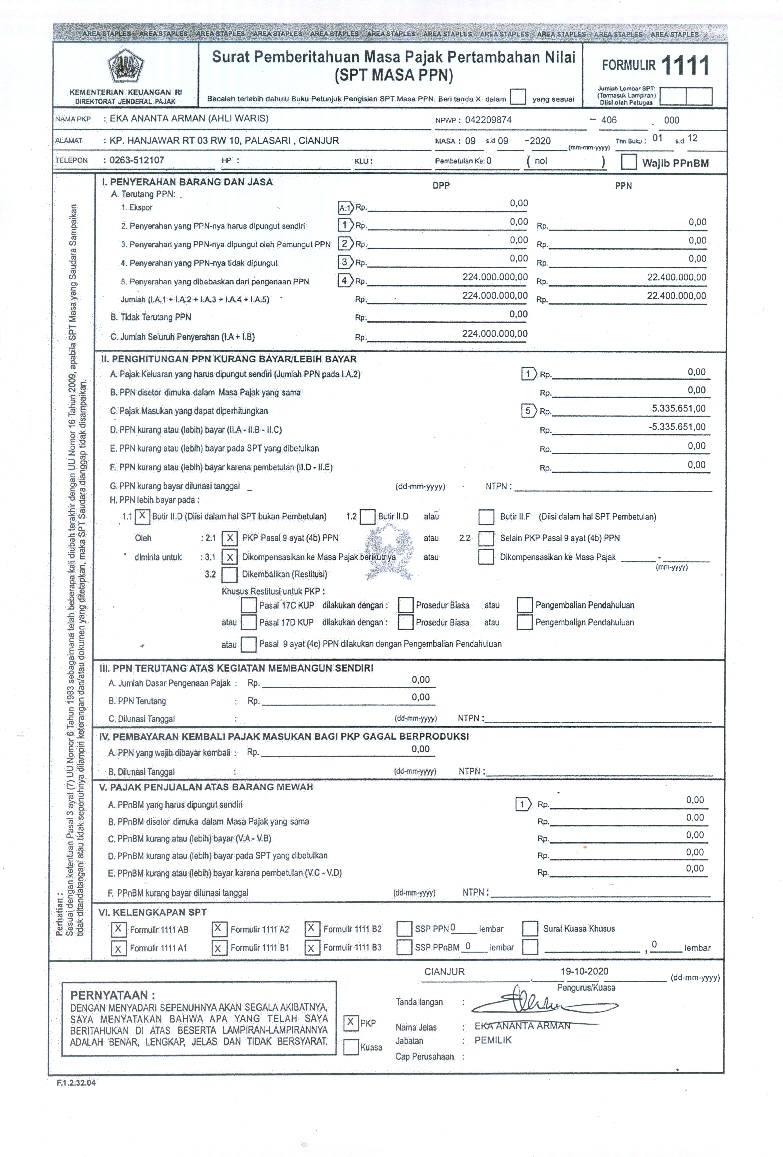 AREA STAPLES AREA STAPLES AREA STAPLES AREA STAPLES AREA STAPLES AREA STAPLES AREA STAPLES AREA STAPLES AREA STAPLES AREA STAPLES AREA STAPLES
KEMENTERIAN KEUANGAN RI
DIREKTORAT JENDERAL PAJAK
Surat Pemberitahuan Masa Pajak Pertambahan Nilai
(SPT MASA PPN)
Bacalah terlebih dahulu Buku Petunjuk Pengisian SPT Masa PPN. Beri tanda X dalam yang sesuai
FORMULIR 1111
Jumlah Lembar SPT:
(Termasuk Lampiran)
Diisi oleh Petugas
NAMA PKP : EKA ANANTA ARMAN (AHLI WARIS) NPWP : 042209874 - 406 . 000
ALAMAT : KP. HANJAWAR RT 03 RW 10, PALASARI , CIANJUR MASA : 09 s.d 09 -2020 (mm-mm-yyyy) Thn Buku : 01 s.d 12
TELEPON : 0263-512107 HP : KLU : Pembetulan Ke: 0 ( nol ) Wajib PPnBM
I. PENYERAHAN BARANG DAN JASA DPP PPN
A. Terutang PPN:
1. Ekspor A.1 Rp. 0,00
2. Penyerahan yang PPN-nya harus dipungut sendiri 1 Rp. 0,00 Rp. 0,00
3. Penyerahan yang PPN-nya dipungut oleh Pemungut PPN 2 Rp. 0,00 Rp. 0,00
4. Penyerahan yang PPN-nya tidak dipungut 3 Rp. 0,00 Rp. 0,00
5. Penyerahan yang dibebaskan dari pengenaan PPN 4 Rp. 224.000.000,00 Rp. 22.400.000,00
Jumlah (I.A.1 + I.A.2 + I.A.3 + I.A.4 + I.A.5) Rp. 224.000.000,00 Rp. 22.400.000,00
B. Tidak Terutang PPN Rp. 0,00
C. Jumlah Seluruh Penyerahan (I.A + I.B) Rp. 224.000.000,00
II. PENGHITUNGAN PPN KURANG BAYAR/LEBIH BAYAR
A. Pajak Keluaran yang harus dipungut sendiri (Jumlah PPN pada I.A.2) 1 Rp. 0,00
B. PPN disetor dimuka dalam Masa Pajak yang sama Rp. 0,00
C. Pajak Masukan yang dapat diperhitungkan 5 Rp. 5.335.651,00
D. PPN kurang atau (lebih) bayar (II.A - II.B - II.C) Rp. -5.335.651,00
E. PPN kurang atau (lebih) bayar pada SPT yang dibetulkan Rp. 0,00
F. PPN kurang atau (lebih) bayar karena pembetulan (II.D - II.E) Rp. 0,00
G. PPN kurang bayar dilunasi tanggal _ (dd-mm-yyyy) NTPN :
H. PPN lebih bayar pada :
1.1 X Butir II.D (Diisi dalam hal SPT bukan Pembetulan) 1.2 Butir II.D atau Butir II.F (Diisi dalam hal SPT Pembetulan)
Oleh : 2.1 X PKP Pasal 9 ayat (4b) PPN atau 2.2 Selain PKP Pasal 9 ayat (4b) PPN
diminta untuk : 3.1 X Dikompensasikan ke Masa Pajak berikutnya atau Dikompensasikan ke Masa Pajak -
(mm-yyyy)
3.2 Dikembalikan (Restitusi)
Khusus Restitusi untuk PKP :
Pasal 17C KUP dilakukan dengan : Prosedur Biasa atau Pengembalian Pendahuluan
atau Pasal 17D KUP dilakukan dengan : Prosedur Biasa atau Pengembalian Pendahuluan
atau Pasal 9 ayat (4c) PPN dilakukan dengan Pengembalian Pendahuluan
III. PPN TERUTANG ATAS KEGIATAN MEMBANGUN SENDIRI
A. Jumlah Dasar Pengenaan Pajak : Rp. 0,00
B. PPN Terutang : Rp. 0,00
C. Dilunasi Tanggal : (dd-mm-yyyy) NTPN :
IV. PEMBAYARAN KEMBALI PAJAK MASUKAN BAGI PKP GAGAL BERPRODUKSI
A. PPN yang wajib dibayar kembali : Rp. 0,00
B. Dilunasi Tanggal : (dd-mm-yyyy) NTPN :
V. PAJAK PENJUALAN ATAS BARANG MEWAH
A. PPnBM yang harus dipungut sendiri 1 Rp. 0,00
B. PPnBM disetor dimuka dalam Masa Pajak yang sama Rp. 0,00
C. PPnBM kurang atau (lebih) bayar (V.A - V.B) Rp. 0,00
D. PPnBM kurang atau (lebih) bayar pada SPT yang dibetulkan Rp. 0,00
E. PPnBM kurang atau (lebih) bayar karena pembetulan (V.C - V.D) Rp. 0,00
F. PPnBM kurang bayar dilunasi tanggal (dd-mm-yyyy) NTPN :
VI. KELENGKAPAN SPT
X Formulir 1111 AB X Formulir 1111 A2 X Formulir 1111 B2 SSP PPN 0 lembar Surat Kuasa Khusus
X Formulir 1111 A1 X Formulir 1111 B1 X Formulir 1111 B3 SSP PPnBM 0 lembar , 0 lembar
Perhatian :
Sesuai dengan ketentuan Pasal 3 ayat (7) UU Nomor 6 Tahun 1983 sebagaimana telah beberapa kali diubah terakhir dengan UU Nomor 16 Tahun 2009, apabila SPT Masa yang Saudara Sampaikan
tidak ditandatangani atau tidak sepenuhnya dilampiri keterangan dan/atau dokumen yang ditetapkan, maka SPT Saudara dianggap tidak disampaikan.
PERNYATAAN :
DENGAN MENYADARI SEPENUHNYA AKAN SEGALA AKIBATNYA,
SAYA MENYATAKAN BAHWA APA YANG TELAH SAYA
BERITAHUKAN DI ATAS BESERTA LAMPIRAN-LAMPIRANNYA
ADALAH BENAR, LENGKAP, JELAS DAN TIDAK BERSYARAT.
X PKP
Kuasa
CIANJUR 19-10-2020 (dd-mm-yyyy)
Pengurus/Kuasa
Tanda tangan :
Nama Jelas : EKA ANANTA ARMAN
Jabatan : PEMILIK
Cap Perusahaan :
F.1.2.32.04